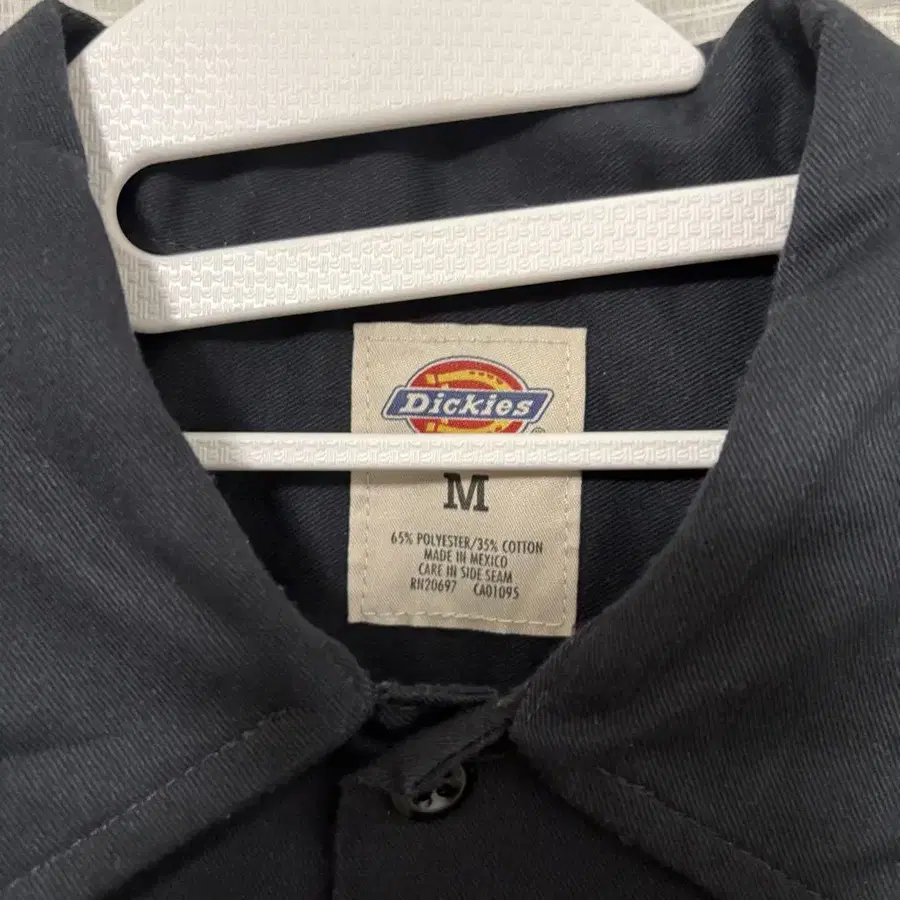 Dickies
M
65% POLYESTER/35% COTTON
MADE IN MEXICO
CARE IN SIDE SEAM
RN20697 CA01095